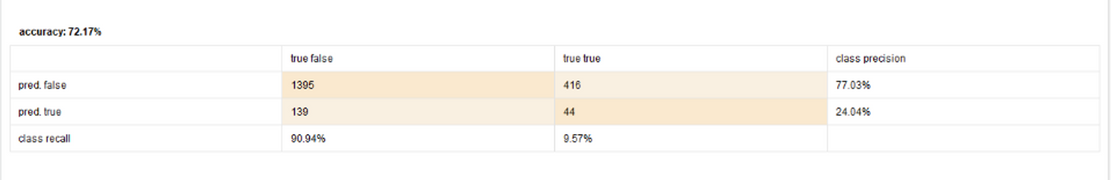 accuracy: 72.17%
true false true true class precision
pred. false 1395 416 77.03%
pred. true 139 44 24.04%
class recall 90.94% 9.57%